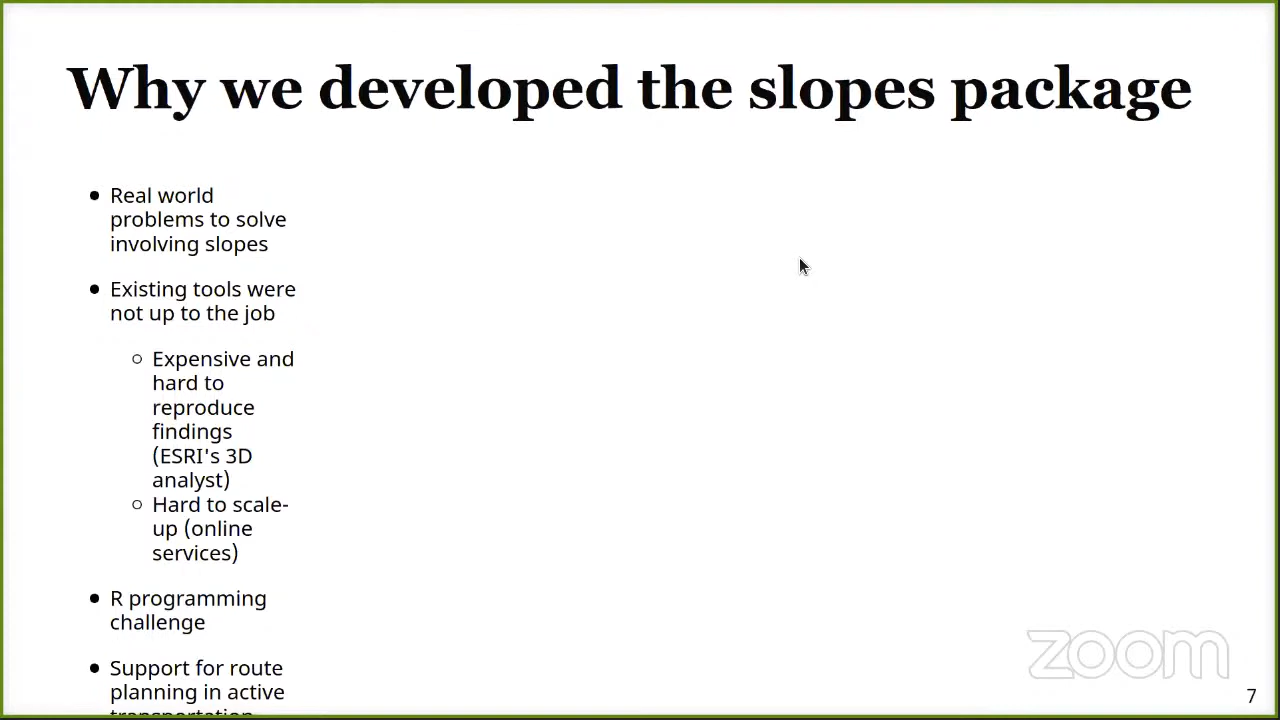 Why we developed the slopes package
• Real world
problems to solve
involving slopes
• Existing tools were
not up to the job
○ Expensive and
hard to
reproduce
findings
(ESRI's 3D
analyst)
○ Hard to scale-
up (online
services)
• R programming
challenge
• Support for route
planning in active
transportation
zoom
7